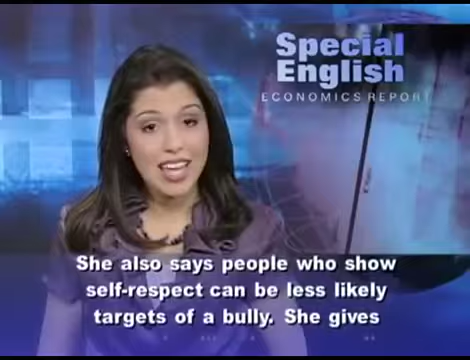 Special
English
ECONOMICS REPORT
She also says people who show
self-respect can be less likely
targets of a bully. She gives